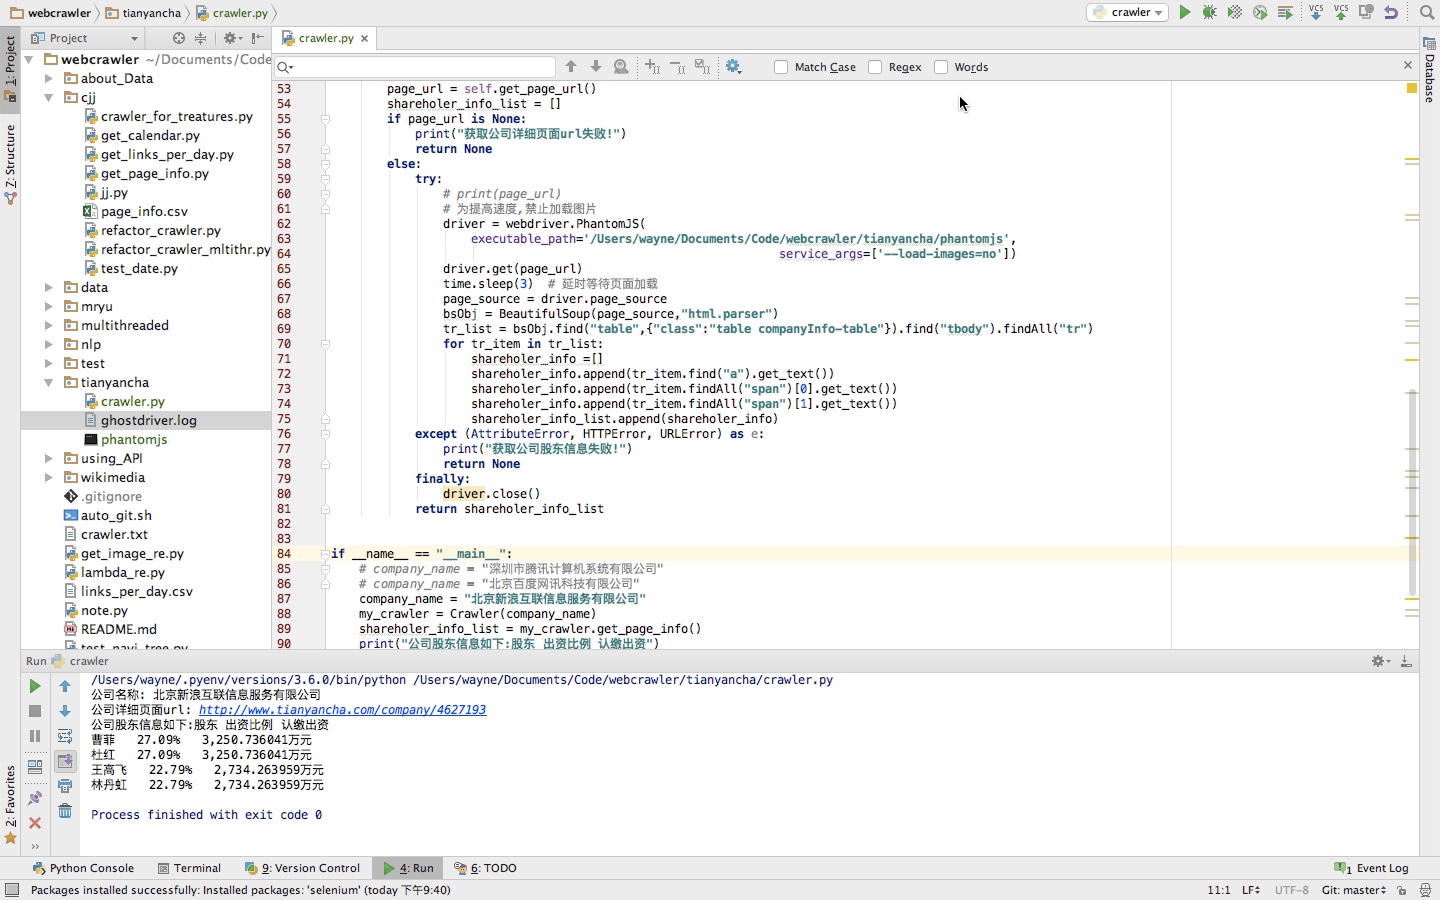 webcrawler tianyancha crawler.py crawler
1: Project
Project
crawler.py
Match Case Regex Words
Database
webcrawler ~/Documents/Code
about_Data
cjj
crawler_for_treatures.py
get_calendar.py
get_links_per_day.py
get_page_info.py
jj.py
page_info.csv
refactor_crawler.py
refactor_crawler_mltithr.py
test_date.py
data
mryu
multithreaded
nlp
test
tianyancha
crawler.py
ghostdriver.log
phantomjs
using_API
wikimedia
.gitignore
auto_git.sh
crawler.txt
get_image_re.py
lambda_re.py
links_per_day.csv
note.py
README.md
test_navi_tree.py
Z: Structure
2: Favorites
53 page_url = self.get_page_url()
54 shareholer_info_list = []
55 if page_url is None:
56 print("获取公司详细页面url失败!")
57 return None
58 else:
59 try:
60 # print(page_url)
61 # 为提高速度,禁止加载图片
62 driver = webdriver.PhantomJS(
63 executable_path='/Users/wayne/Documents/Code/webcrawler/tianyancha/phantomjs',
64 service_args=['--load-images=no'])
65 driver.get(page_url)
66 time.sleep(3) # 延时等待页面加载
67 page_source = driver.page_source
68 bsObj = BeautifulSoup(page_source,"html.parser")
69 tr_list = bsObj.find("table",{"class":"table companyInfo-table"}).find("tbody").findAll("tr")
70 for tr_item in tr_list:
71 shareholer_info =[]
72 shareholer_info.append(tr_item.find("a").get_text())
73 shareholer_info.append(tr_item.findAll("span")[0].get_text())
74 shareholer_info.append(tr_item.findAll("span")[1].get_text())
75 shareholer_info_list.append(shareholer_info)
76 except (AttributeError, HTTPError, URLError) as e:
77 print("获取公司股东信息失败!")
78 return None
79 finally:
80 driver.close()
81 return shareholer_info_list
82
83
84 if __name__ == "__main__":
85 # company_name = "深圳市腾讯计算机系统有限公司"
86 # company_name = "北京百度网讯科技有限公司"
87 company_name = "北京新浪互联信息服务有限公司"
88 my_crawler = Crawler(company_name)
89 shareholer_info_list = my_crawler.get_page_info()
90 print("公司股东信息如下:股东 出资比例 认缴出资")
Run crawler
/Users/wayne/.pyenv/versions/3.6.0/bin/python /Users/wayne/Documents/Code/webcrawler/tianyancha/crawler.py
公司名称: 北京新浪互联信息服务有限公司
公司详细页面url: http://www.tianyancha.com/company/4627193
公司股东信息如下:股东 出资比例 认缴出资
曹菲 27.09% 3,250.736041万元
杜红 27.09% 3,250.736041万元
王高飞 22.79% 2,734.263959万元
林丹虹 22.79% 2,734.263959万元
Process finished with exit code 0
Python Console Terminal 9: Version Control 4: Run 6: TODO 1 Event Log
Packages installed successfully: Installed packages: 'selenium' (today 下午9:40) 11:1 LF UTF-8 Git: master